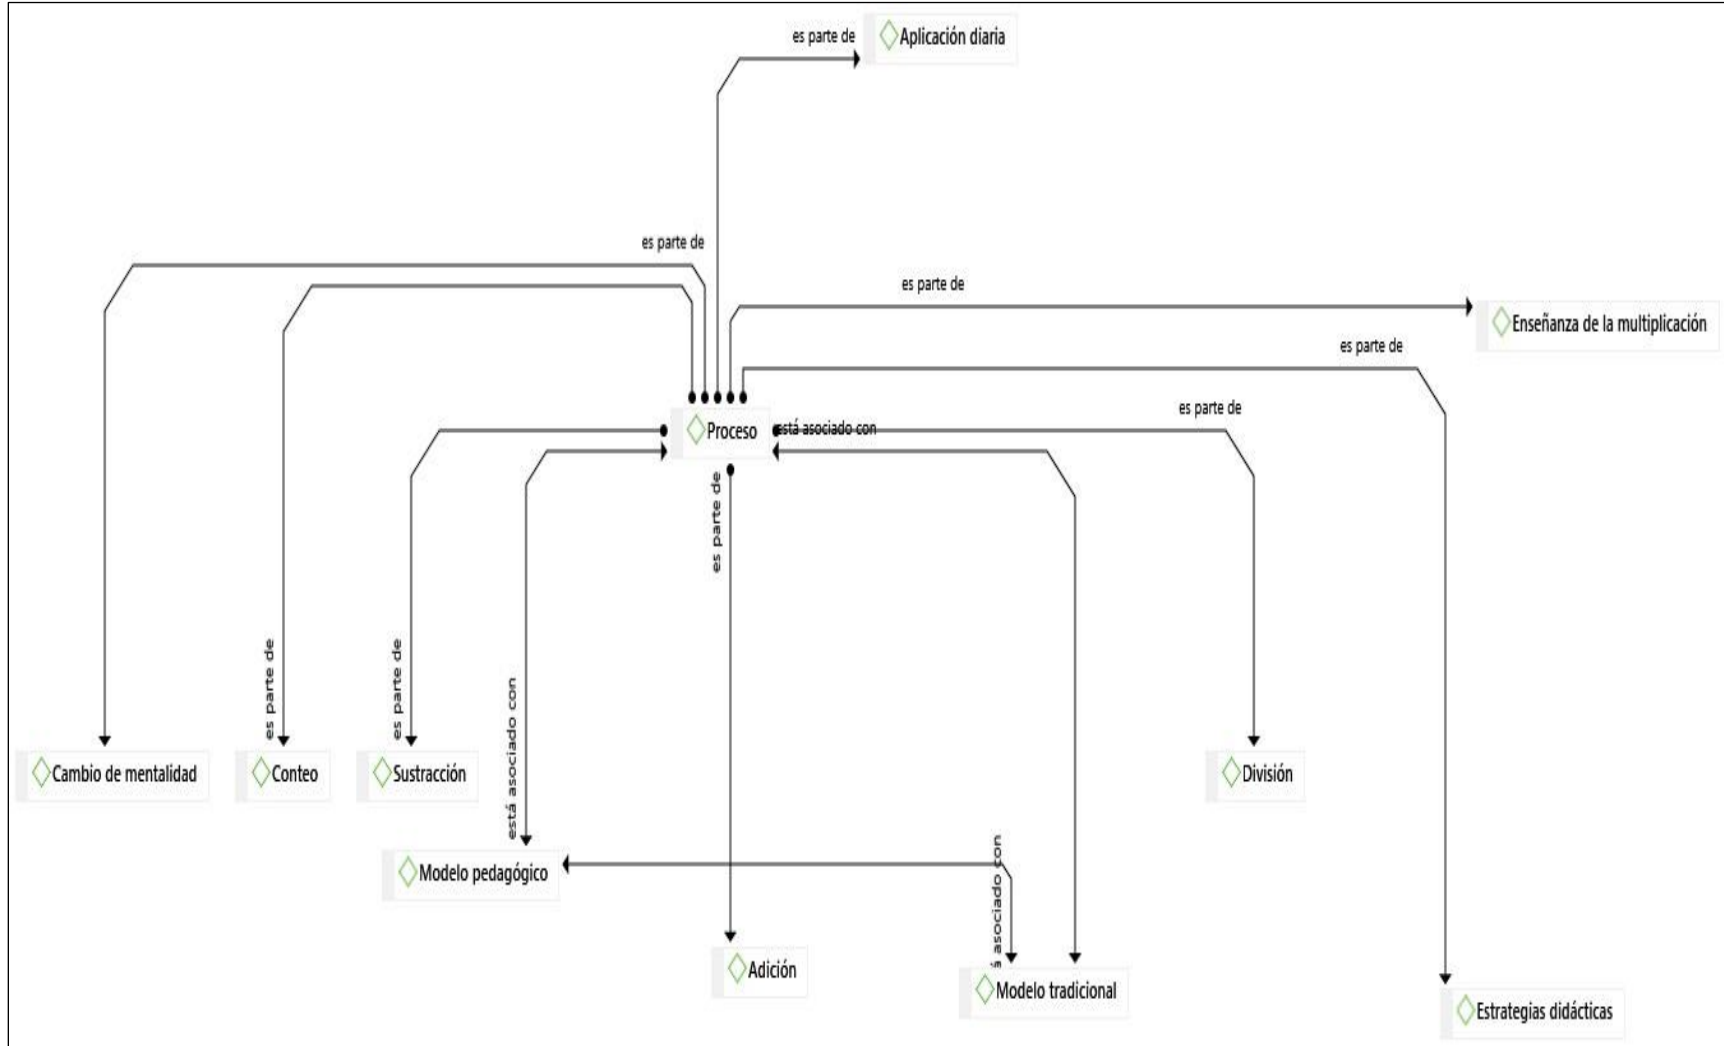 es parte de
Aplicación diaria
es parte de
es parte de
Enseñanza de la multiplicación
es parte de
es parte de
Proceso
está asociado con
es parte de
es parte de
es parte de
está asociado con
Cambio de mentalidad
Conteo
Sustracción
División
Modelo pedagógico
á asociado con
Adición
Modelo tradicional
Estrategias didácticas